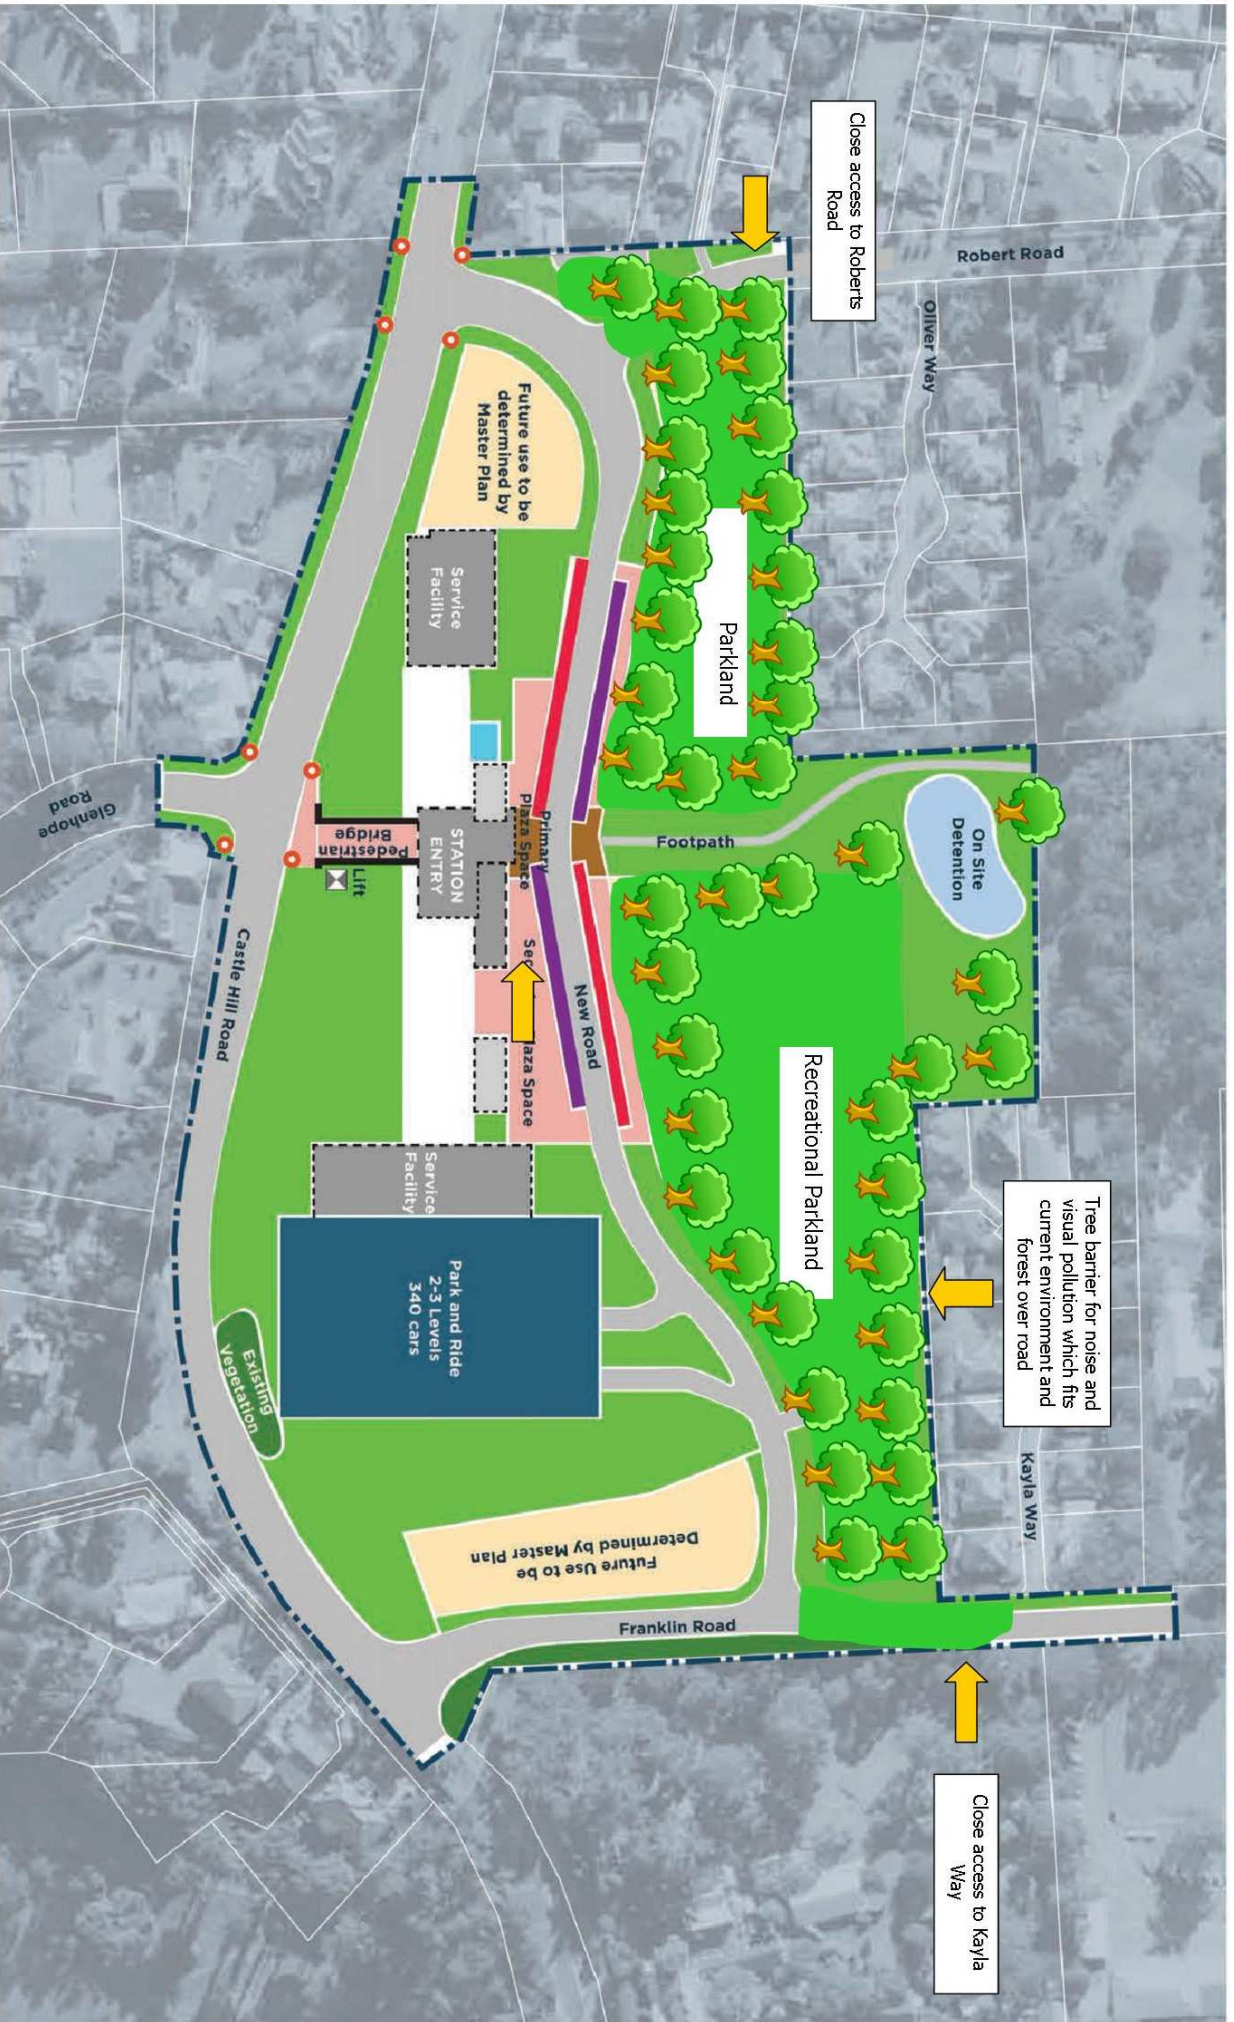 Close access to Roberts
Road
Robert Road
Oliver Way
Future use to be
determined by
Master Plan
Service
Facility
Parkland
On Site
Detention
Footpath
Primary
Plaza Space
STATION
ENTRY
Pedestrian
Bridge
Lift
Glenhope
Road
Castle Hill Road
New Road
Sec
laza Space
Recreational Parkland
Tree barrier for noise and
visual pollution which fits
current environment and
forest over road
Service
Facility
Park and Ride
2-3 Levels
340 cars
Existing
Vegetation
Kayla Way
Future Use to be
Determined by Master Plan
Franklin Road
Close access to Kayla
Way